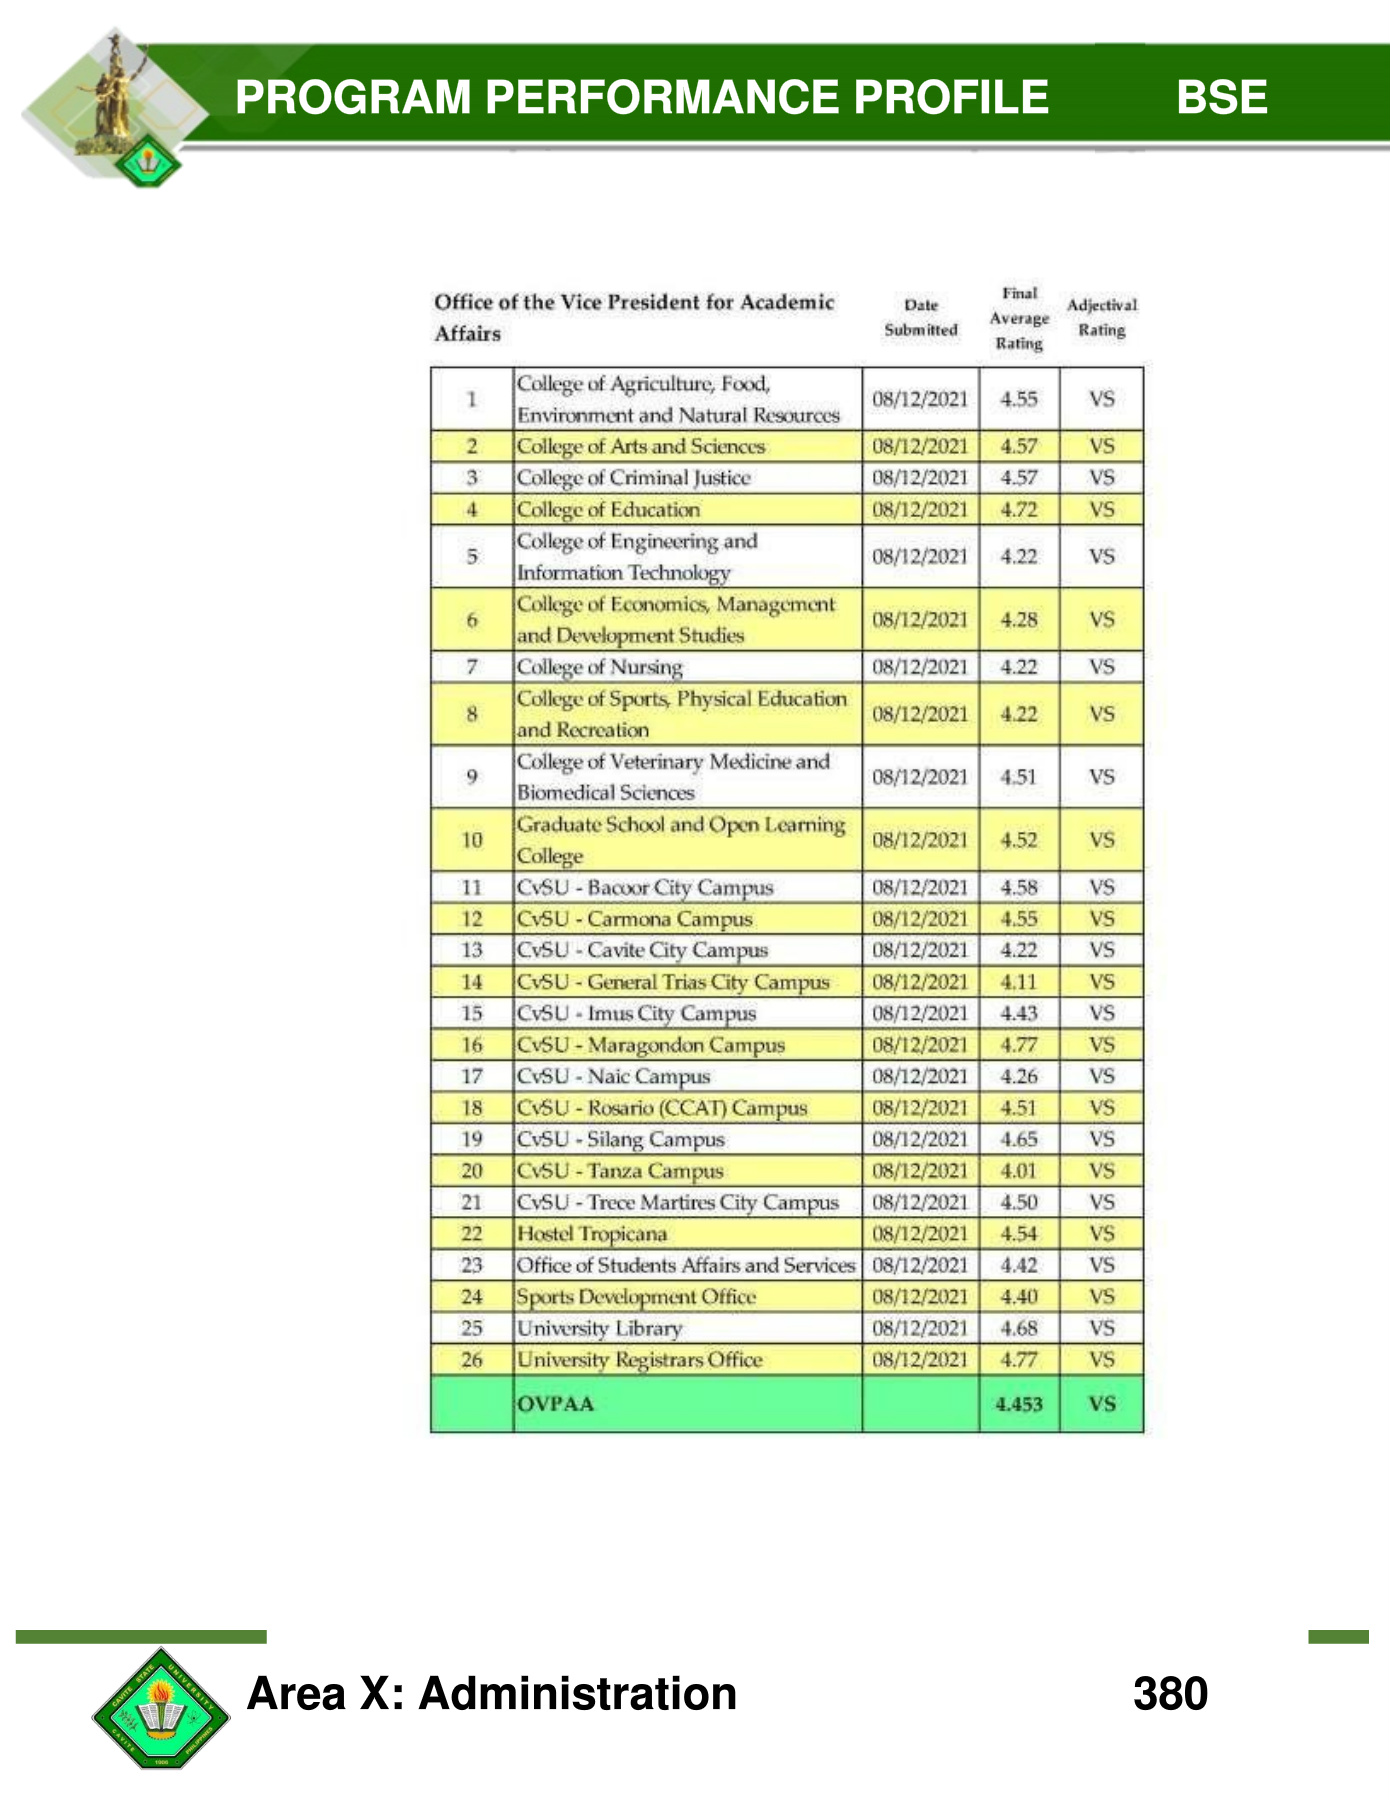 PROGRAM PERFORMANCE PROFILE BSE
Office of the Vice President for Academic Affairs Date Submitted Final Average Rating Adjectival Rating
1 College of Agriculture, Food, Environment and Natural Resources 08/12/2021 4.55 VS
2 College of Arts and Sciences 08/12/2021 4.57 VS
3 College of Criminal Justice 08/12/2021 4.57 VS
4 College of Education 08/12/2021 4.72 VS
5 College of Engineering and Information Technology 08/12/2021 4.22 VS
6 College of Economics, Management and Development Studies 08/12/2021 4.28 VS
7 College of Nursing 08/12/2021 4.22 VS
8 College of Sports, Physical Education and Recreation 08/12/2021 4.22 VS
9 College of Veterinary Medicine and Biomedical Sciences 08/12/2021 4.51 VS
10 Graduate School and Open Learning College 08/12/2021 4.52 VS
11 CvSU - Bacoor City Campus 08/12/2021 4.58 VS
12 CvSU - Carmona Campus 08/12/2021 4.55 VS
13 CvSU - Cavite City Campus 08/12/2021 4.22 VS
14 CvSU - General Trias City Campus 08/12/2021 4.11 VS
15 CvSU - Imus City Campus 08/12/2021 4.43 VS
16 CvSU - Maragondon Campus 08/12/2021 4.77 VS
17 CvSU - Naic Campus 08/12/2021 4.26 VS
18 CvSU - Rosario (CCAT) Campus 08/12/2021 4.51 VS
19 CvSU - Silang Campus 08/12/2021 4.65 VS
20 CvSU - Tanza Campus 08/12/2021 4.01 VS
21 CvSU - Trece Martires City Campus 08/12/2021 4.50 VS
22 Hostel Tropicana 08/12/2021 4.54 VS
23 Office of Students Affairs and Services 08/12/2021 4.42 VS
24 Sports Development Office 08/12/2021 4.40 VS
25 University Library 08/12/2021 4.68 VS
26 University Registrars Office 08/12/2021 4.77 VS
OVPAA 4.453 VS
CAVITE STATE UNIVERSITY
CAVITE 1906 PHILIPPINES
Area X: Administration 380